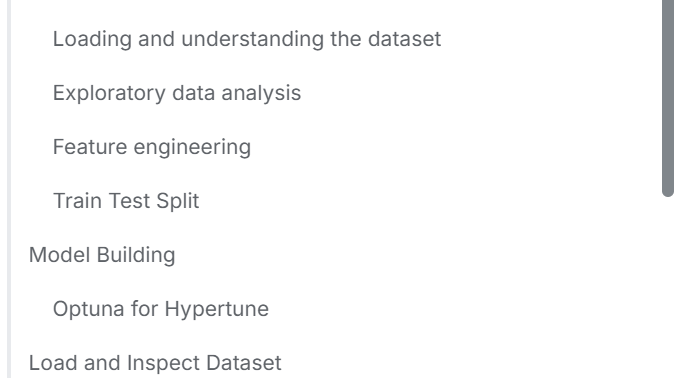 Loading and understanding the dataset
Exploratory data analysis
Feature engineering
Train Test Split
Model Building
Optuna for Hypertune
Load and Inspect Dataset